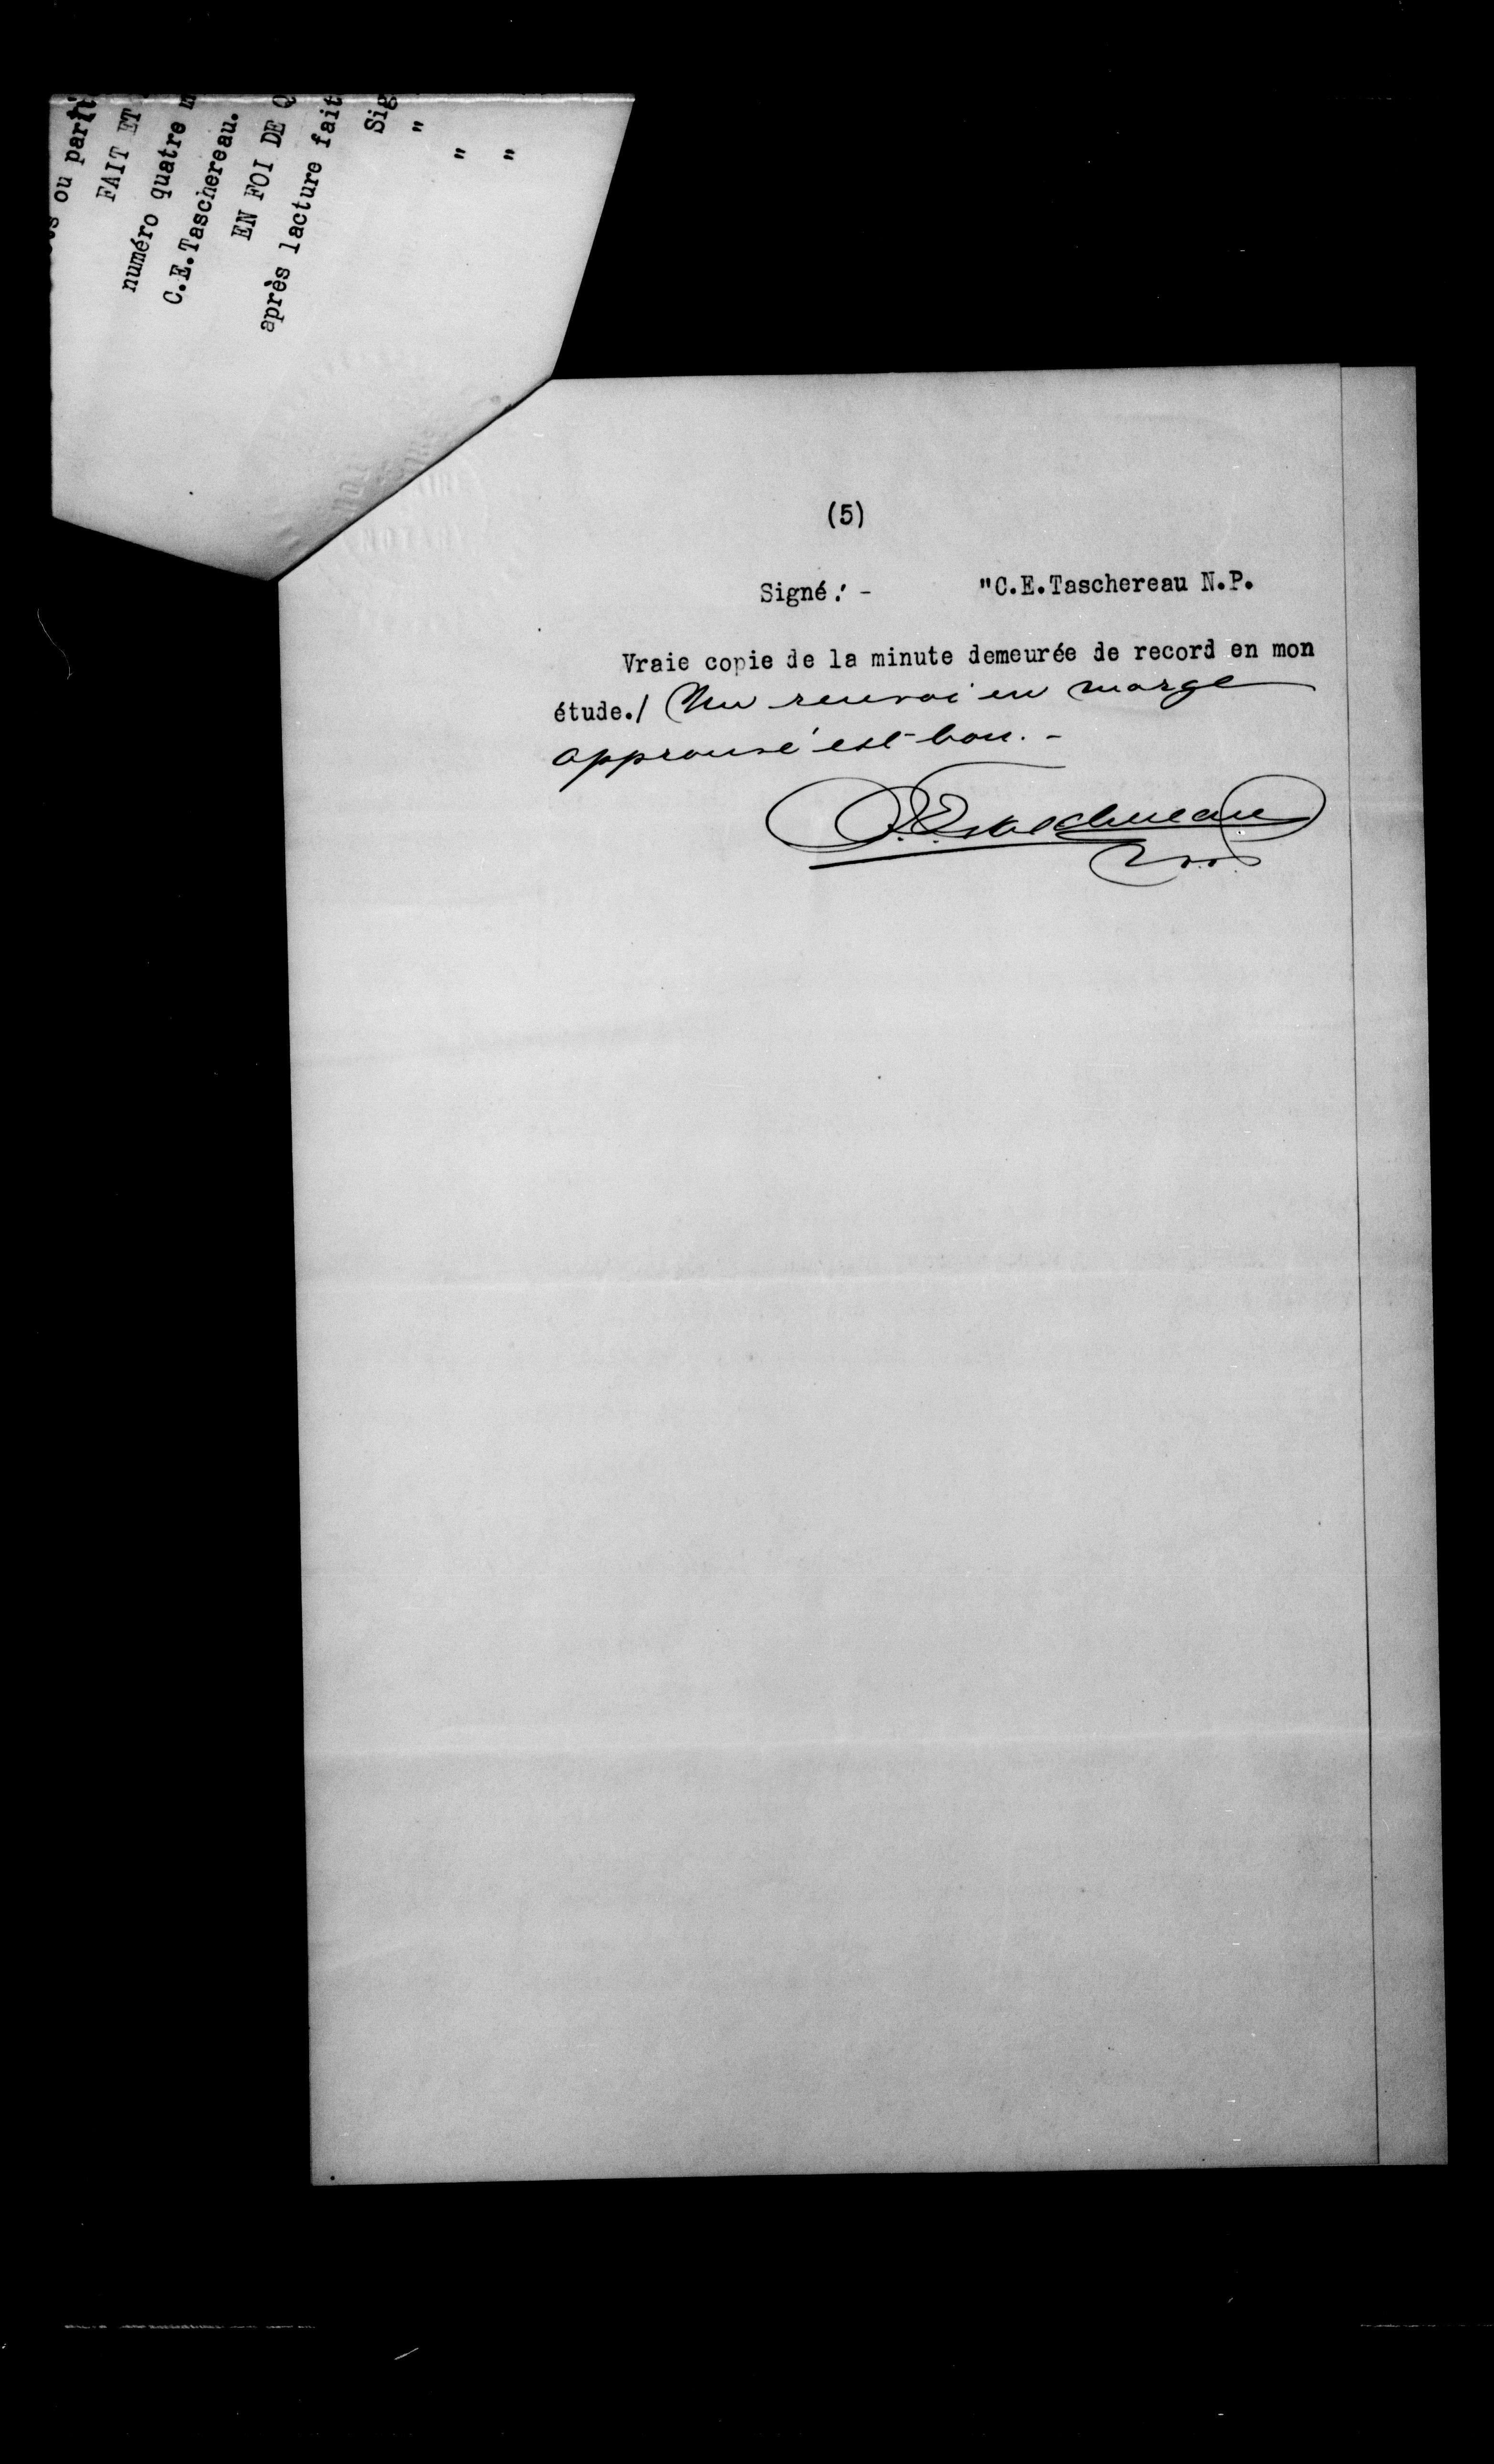 ou parti
FAIT ET
numéro quatre m
C.E.Taschereau.
EN FOI DE Q
après lacture fait
Sig
"
"
"
(5)
Signé:- "C.E.Taschereau N.P.
Vraie copie de la minute demeurée de record en mon
étude./ Un renvoi en marge
approuvé est bon. -
C.E. Taschereau
N.P.